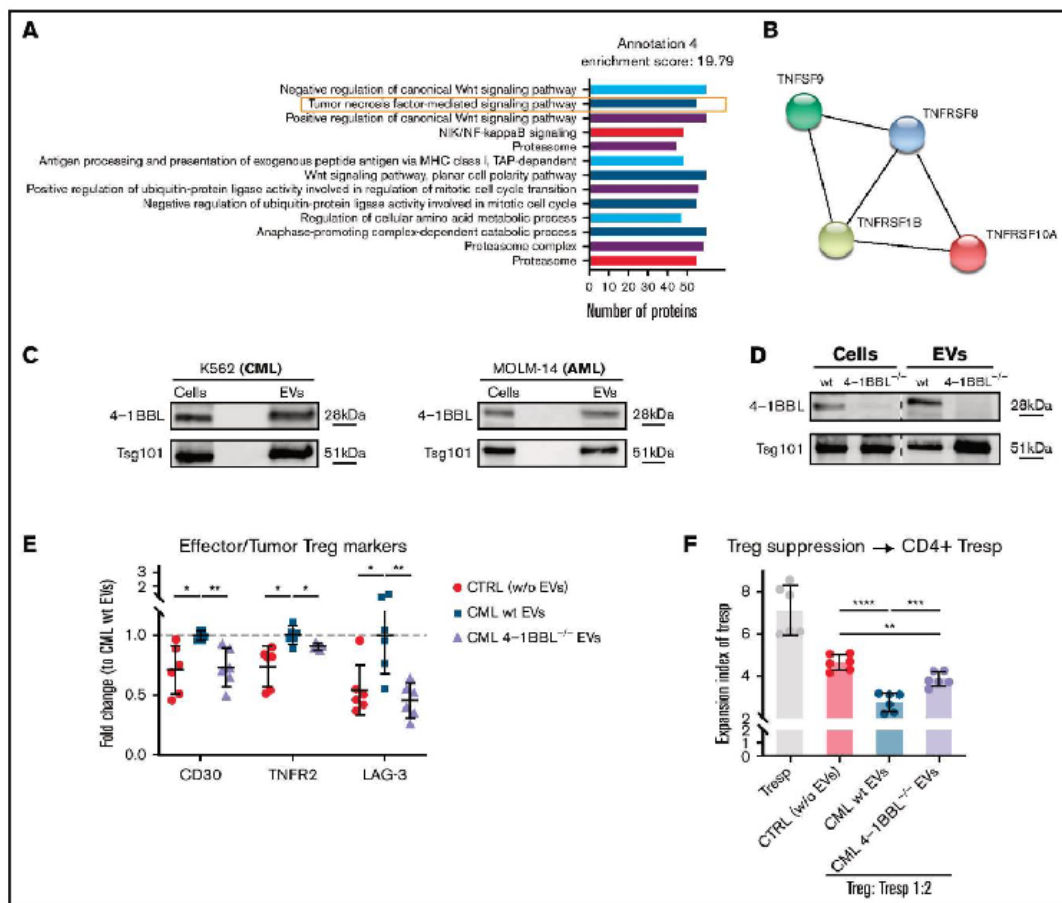 A
Annotation 4
enrichment score: 19.79
Negative regulation of canonical Wnt signaling pathway
Tumor necrosis factor-mediated signaling pathway
Positive regulation of canonical Wnt signaling pathway
NIK/NF-kappaB signaling
Proteasome
Antigen processing and presentation of exogenous peptide antigen via MHC class I, TAP-dependent
Wnt signaling pathway, planar cell polarity pathway
Positive regulation of ubiquitin-protein ligase activity involved in regulation of mitotic cell cycle transition
Negative regulation of ubiquitin-protein ligase activity involved in mitotic cell cycle
Regulation of cellular amino acid metabolic process
Anaphase-promoting complex-dependent catabolic process
Proteasome complex
Proteasome
0 10 20 30 40 50
Number of proteins
B
TNFSF9
TNFRSF8
TNFRSF1B
TNFRSF10A
C
K562 (CML)
Cells EVs
4-1BBL 28kDa
Tsg101 51kDa
MOLM-14 (AML)
Cells EVs
4-1BBL 28kDa
Tsg101 51kDa
D
Cells EVs
wt 4-1BBL-/- wt 4-1BBL-/-
4-1BBL 28kDa
Tsg101 51kDa
E
Effector/Tumor Treg markers
Fold change (to CML wt EVs)
3
2
1.0
0.5
0.0
* ** * * * **
CD30 TNFR2 LAG-3
CTRL (w/o EVs)
CML wt EVs
CML 4-1BBL-/- EVs
F
Treg suppression → CD4+ Tresp
Expansion index of tresp
8
6
4
2
2
1
0
**** ***
**
Tresp
CTRL (w/o EVs)
CML wt EVs
CML 4-1BBL-/- EVs
Treg: Tresp 1:2